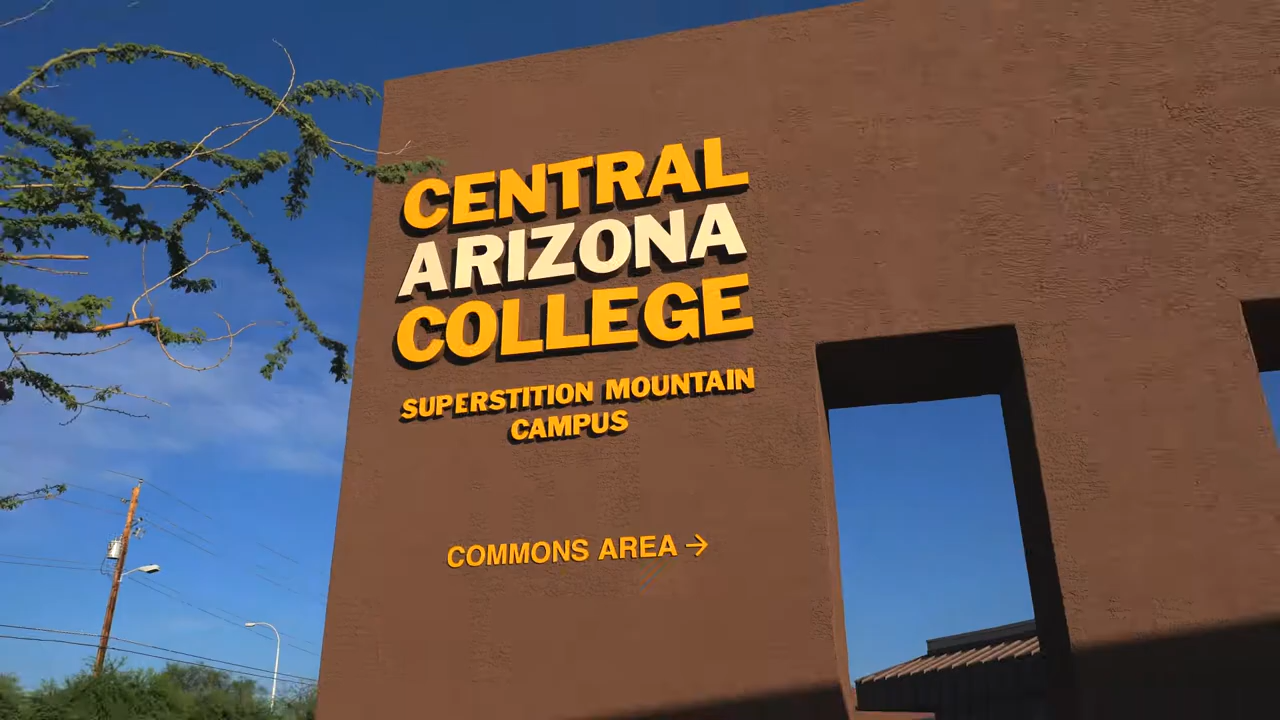 CENTRAL
ARIZONA
COLLEGE
SUPERSTITION MOUNTAIN
CAMPUS
COMMONS AREA →